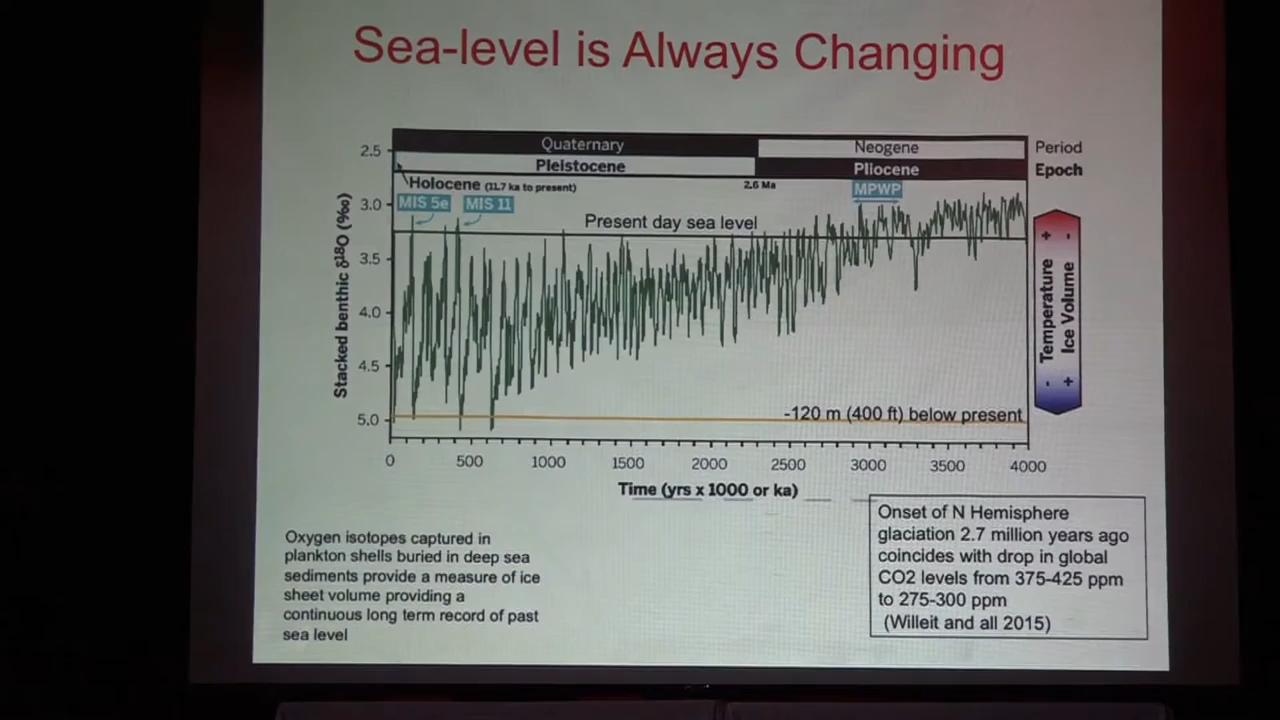 Sea-level is Always Changing
Quaternary
Neogene
Period
Pleistocene
Pliocene
Epoch
Holocene (11.7 ka to present)
2.6 Ma
MPWP
MIS 5e
MIS 11
Present day sea level
Stacked benthic δ18O (‰)
2.5
3.0
3.5
4.0
4.5
5.0
- Temperature +
+ Ice Volume -
-120 m (400 ft) below present
0
500
1000
1500
2000
2500
3000
3500
4000
Time (yrs x 1000 or ka)
Oxygen isotopes captured in
plankton shells buried in deep sea
sediments provide a measure of ice
sheet volume providing a
continuous long term record of past
sea level
Onset of N Hemisphere
glaciation 2.7 million years ago
coincides with drop in global
CO2 levels from 375-425 ppm
to 275-300 ppm
(Willeit and all 2015)